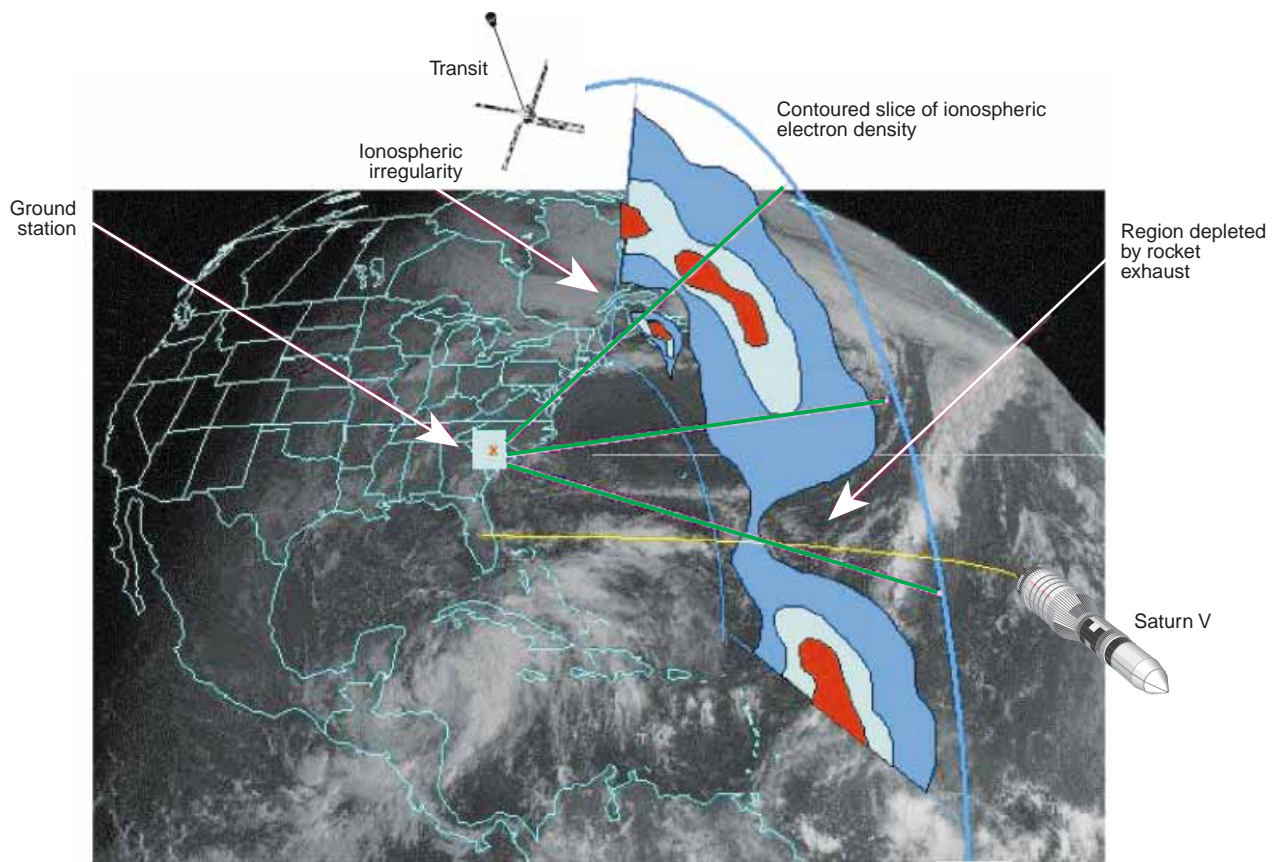 Transit
Contoured slice of ionospheric
electron density
Ionospheric
irregularity
Ground
station
Region depleted
by rocket
exhaust
x
Saturn V